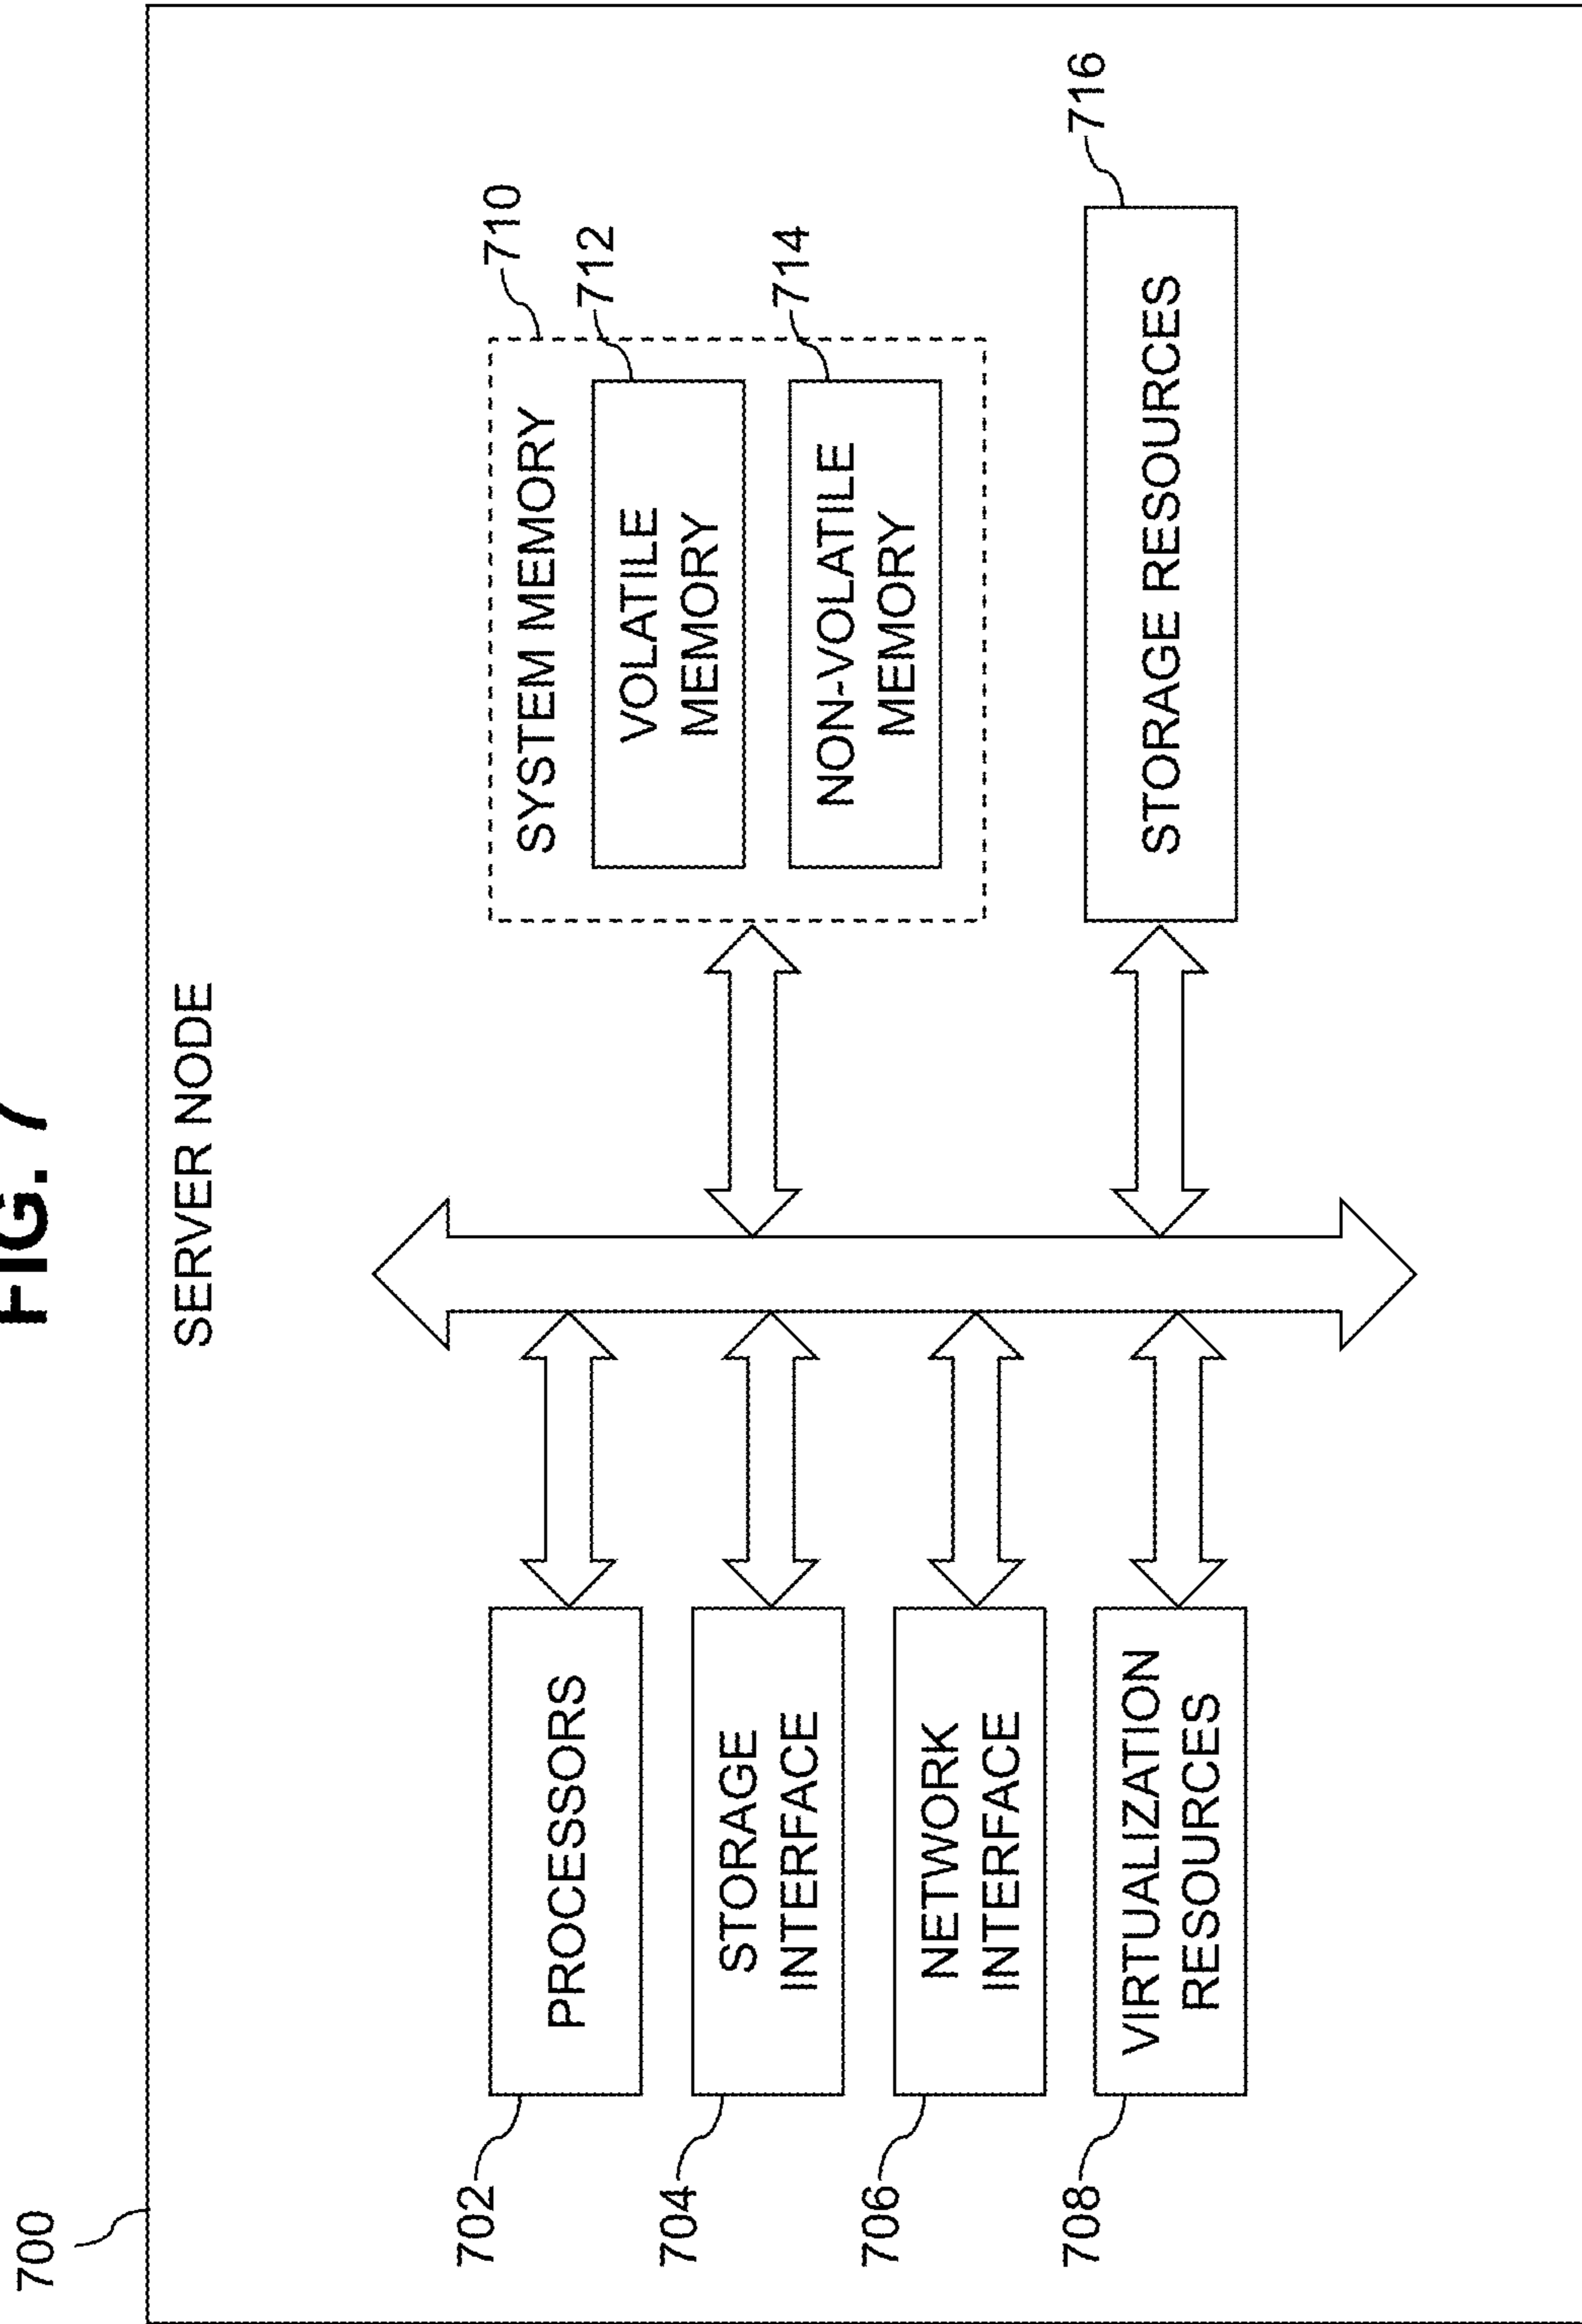 FIG. 7
700
SERVER NODE
702
PROCESSORS
704
STORAGE
INTERFACE
706
NETWORK
INTERFACE
708
VIRTUALIZATION
RESOURCES
710
SYSTEM MEMORY
712
VOLATILE
MEMORY
714
NON-VOLATILE
MEMORY
716
STORAGE RESOURCES